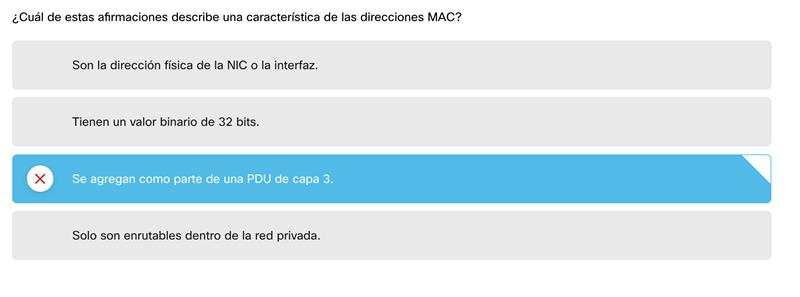 ¿Cuál de estas afirmaciones describe una característica de las direcciones MAC?
Son la dirección física de la NIC o la interfaz.
Tienen un valor binario de 32 bits.
Se agregan como parte de una PDU de capa 3.
Solo son enrutables dentro de la red privada.